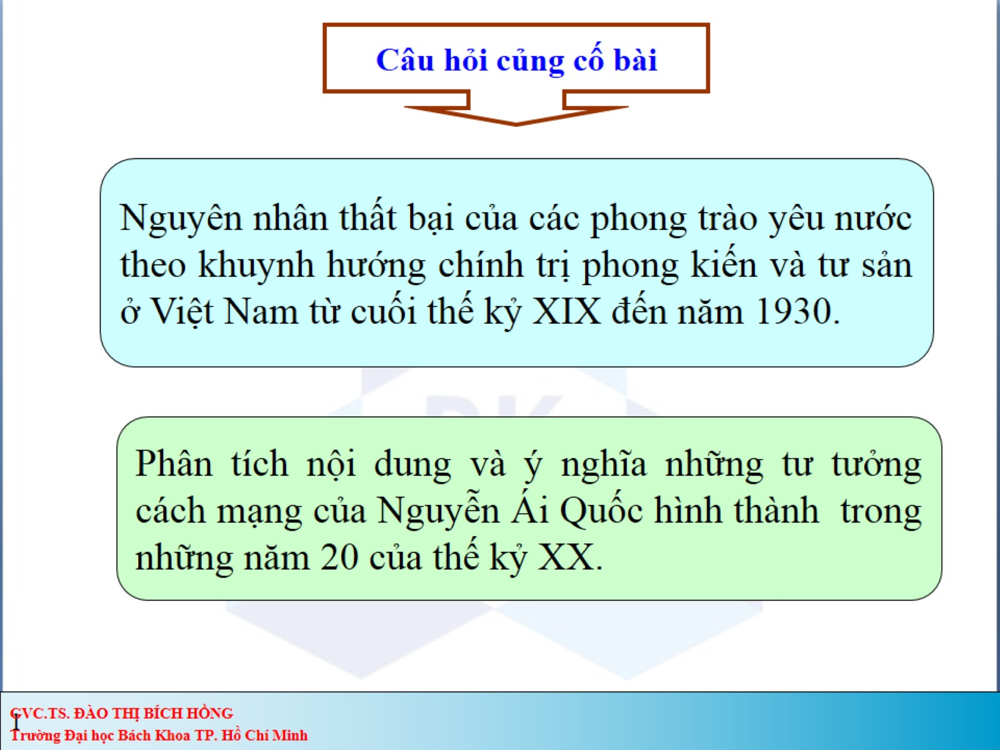 Câu hỏi củng cố bài
Nguyên nhân thất bại của các phong trào yêu nước
theo khuynh hướng chính trị phong kiến và tư sản
ở Việt Nam từ cuối thế kỷ XIX đến năm 1930.
Phân tích nội dung và ý nghĩa những tư tưởng
cách mạng của Nguyễn Ái Quốc hình thành trong
những năm 20 của thế kỷ XX.
GVC.TS. ĐÀO THỊ BÍCH HỒNG
1
Trường Đại học Bách Khoa TP. Hồ Chí Minh